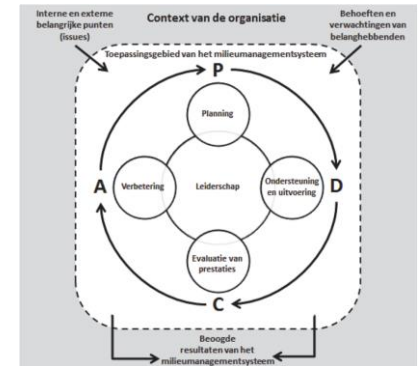 Interne en externe
belangrijke punten
(issues)
Context van de organisatie
Behoeften en
verwachtingen van
belanghebbenden
Toepassingsgebied van het milieumanagementsysteem
P
Planning
A
Verbetering
Leiderschap
Ondersteuning
en uitvoering
D
Evaluatie van
prestaties
C
Beoogde
resultaten van het
milieumanagementsysteem